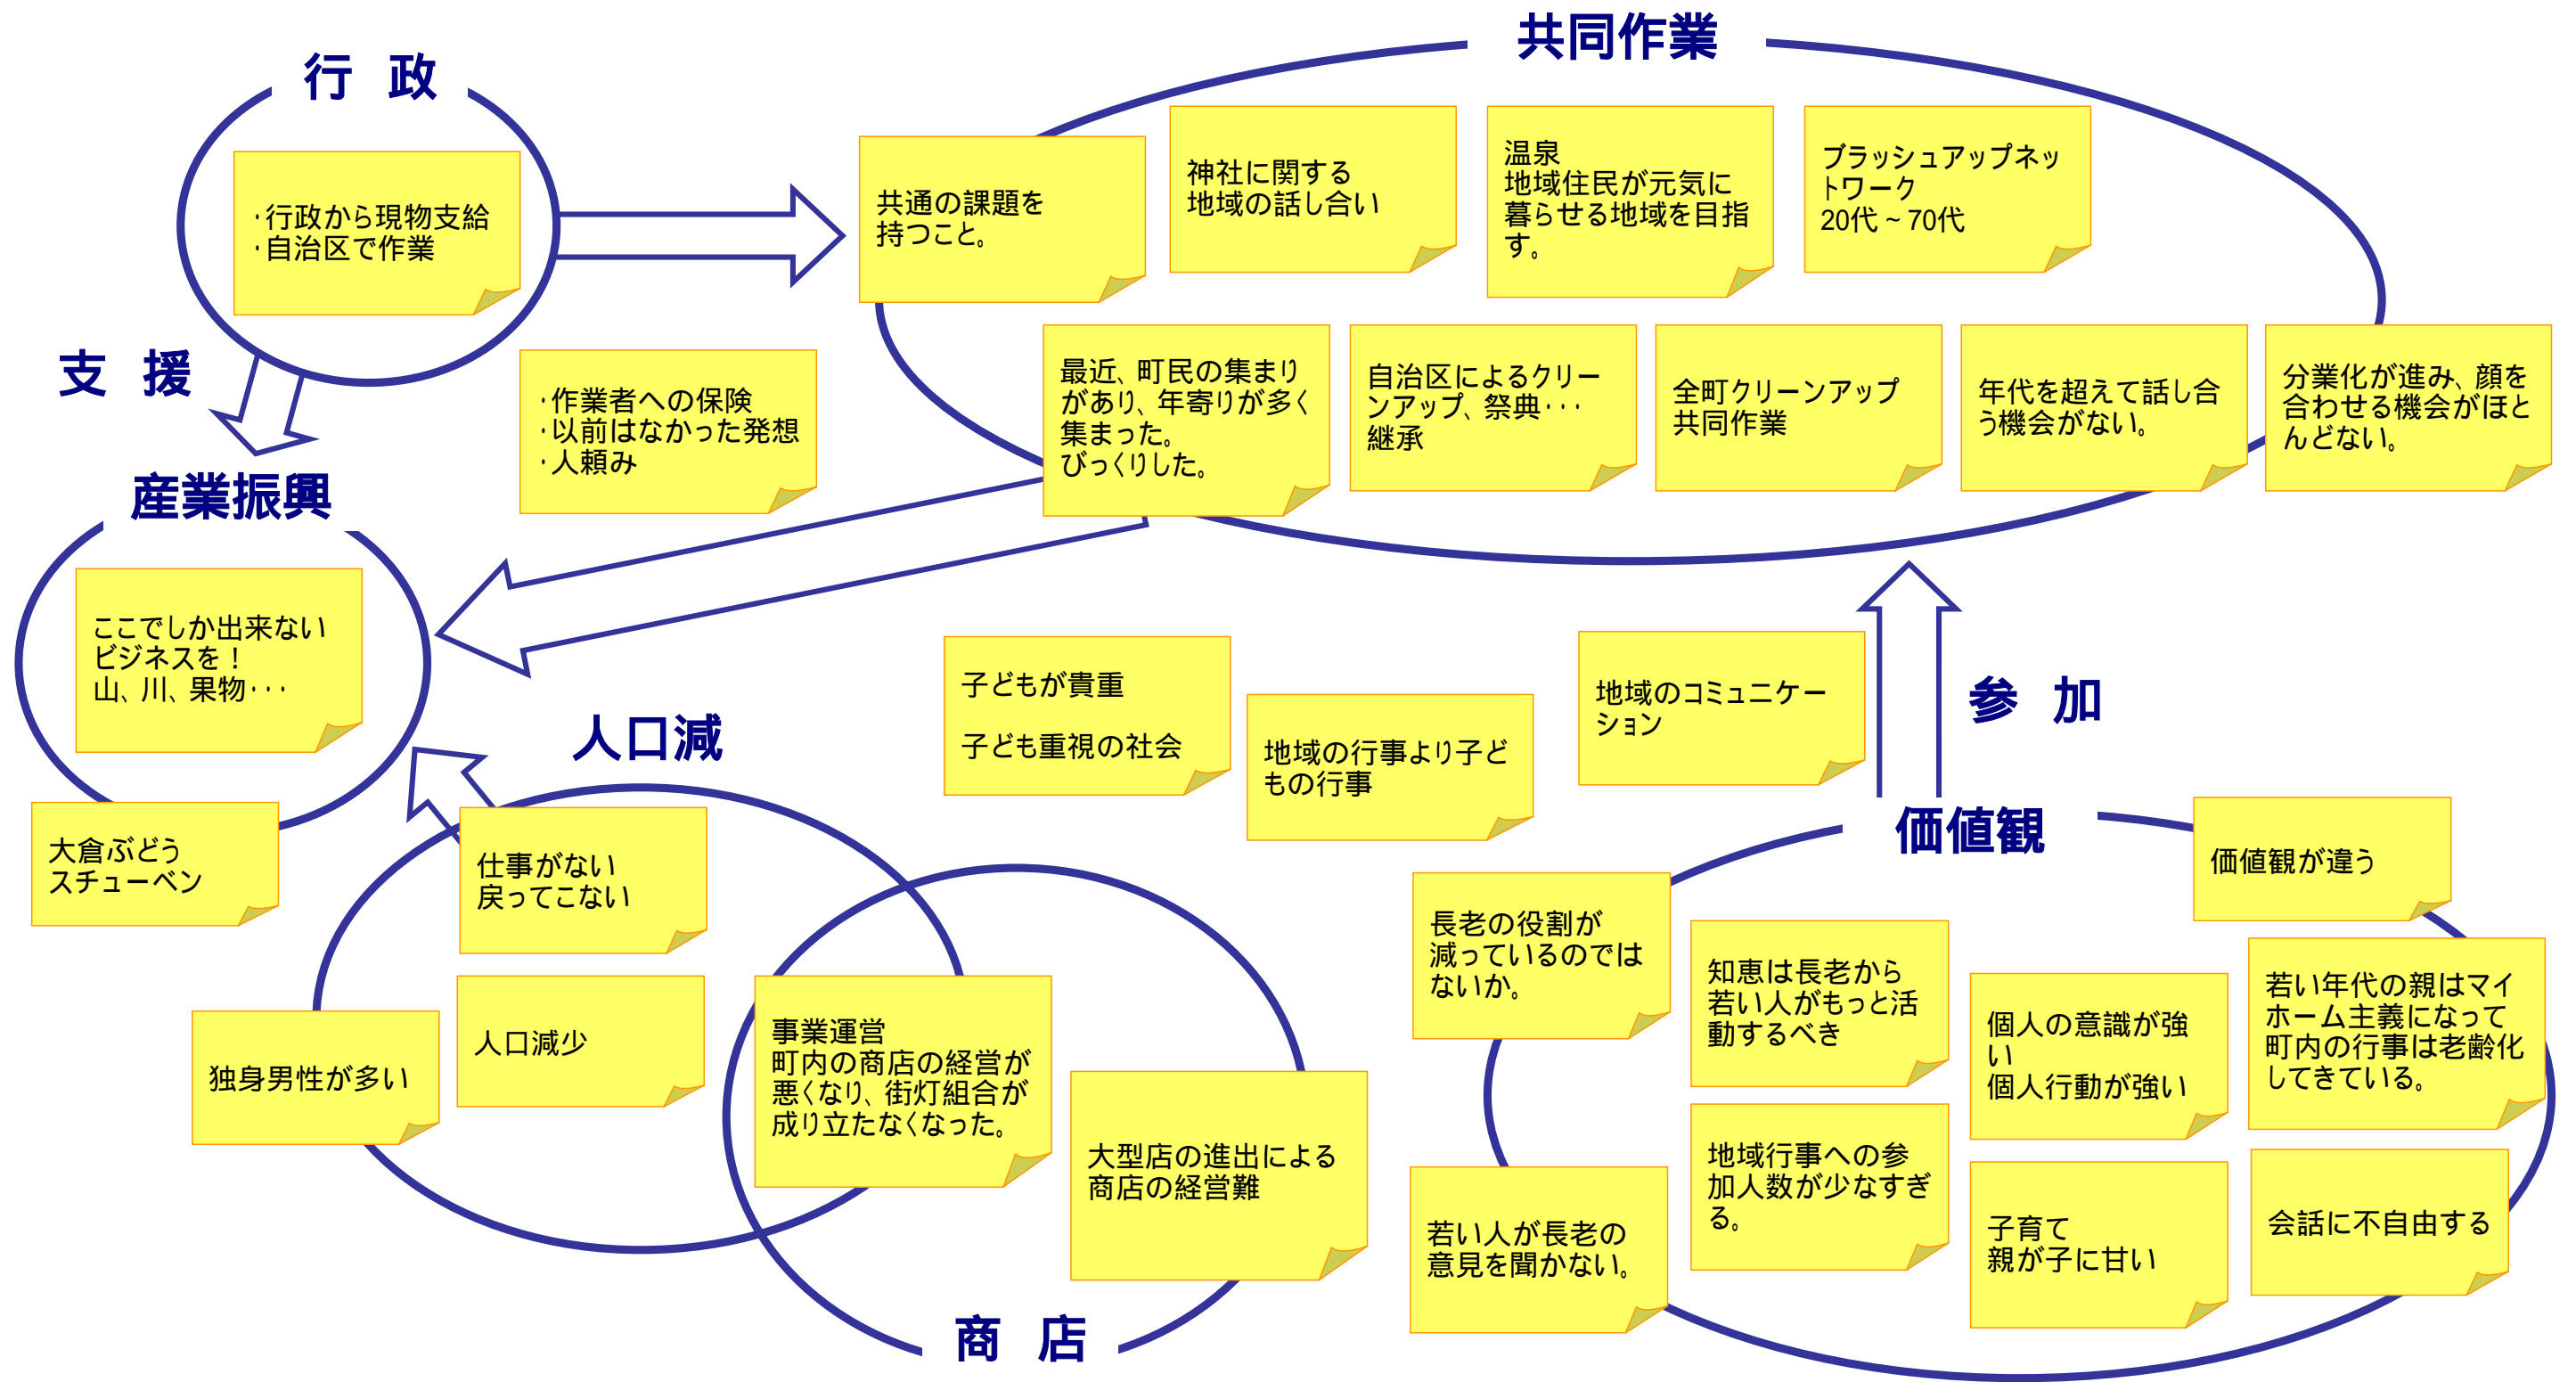 行 政
・行政から現物支給
・自治区で作業
支 援
・作業者への保険
・以前はなかった発想
・人頼み
共同作業
共通の課題を
持つこと。
神社に関する
地域の話し合い
温泉
地域住民が元気に
暮らせる地域を目指
す。
ブラッシュアップネッ
トワーク
20代~70代
最近、町民の集まり
があり、年寄りが多く
集まった。
びっくりした。
自治区によるクリー
ンアップ、祭典・・・
継承
全町クリーンアップ
共同作業
年代を超えて話し合
う機会がない。
分業化が進み、顔を
合わせる機会がほと
んどない。
産業振興
ここでしか出来ない
ビジネスを！
山、川、果物・・・
大倉ぶどう
スチューベン
人口減
仕事がない
戻ってこない
人口減少
独身男性が多い
事業運営
町内の商店の経営が
悪くなり、街灯組合が
成り立たなくなった。
大型店の進出による
商店の経営難
商 店
子どもが貴重
子ども重視の社会
地域の行事より子ど
もの行事
地域のコミュニケー
ション
参 加
価値観
価値観が違う
長老の役割が
減っているのでは
ないか。
知恵は長老から
若い人がもっと活
動するべき
個人の意識が強
い
個人行動が強い
若い年代の親はマイ
ホーム主義になって
町内の行事は老齢化
してきている。
若い人が長老の
意見を聞かない。
地域行事への参
加人数が少なすぎ
る。
子育て
親が子に甘い
会話に不自由する